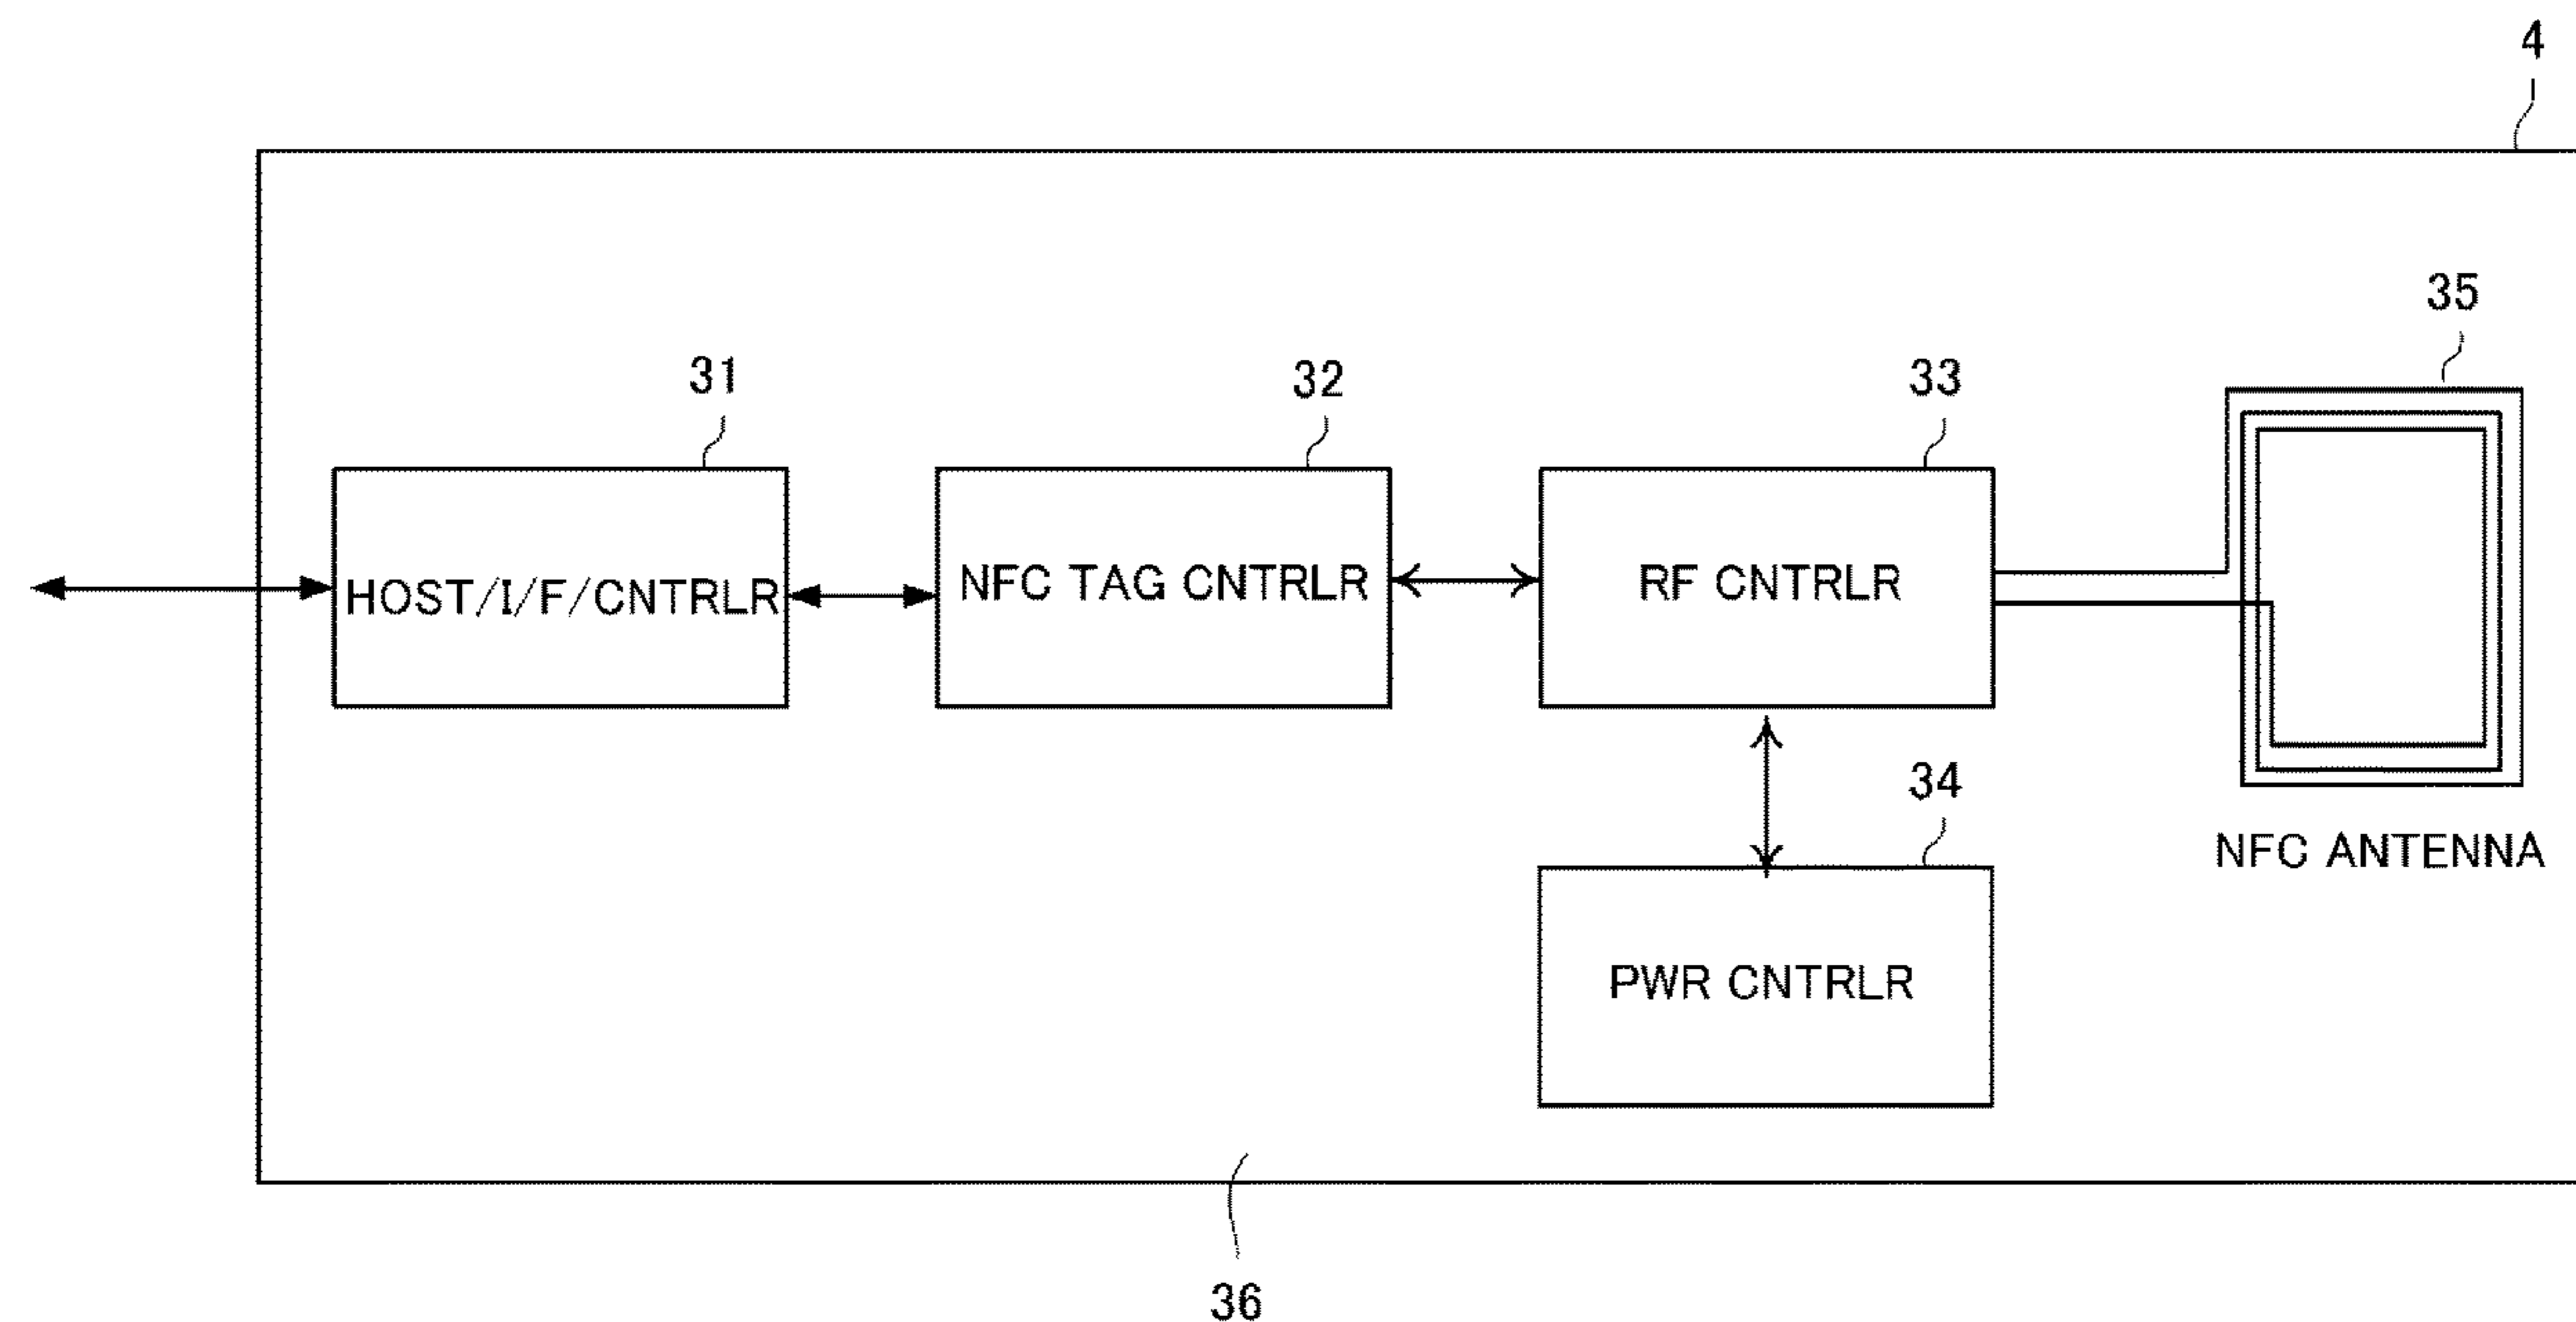 4
35
31
32
33
HOST/I/F/CNTRLR
NFC TAG CNTRLR
RF CNTRLR
34
NFC ANTENNA
PWR CNTRLR
36